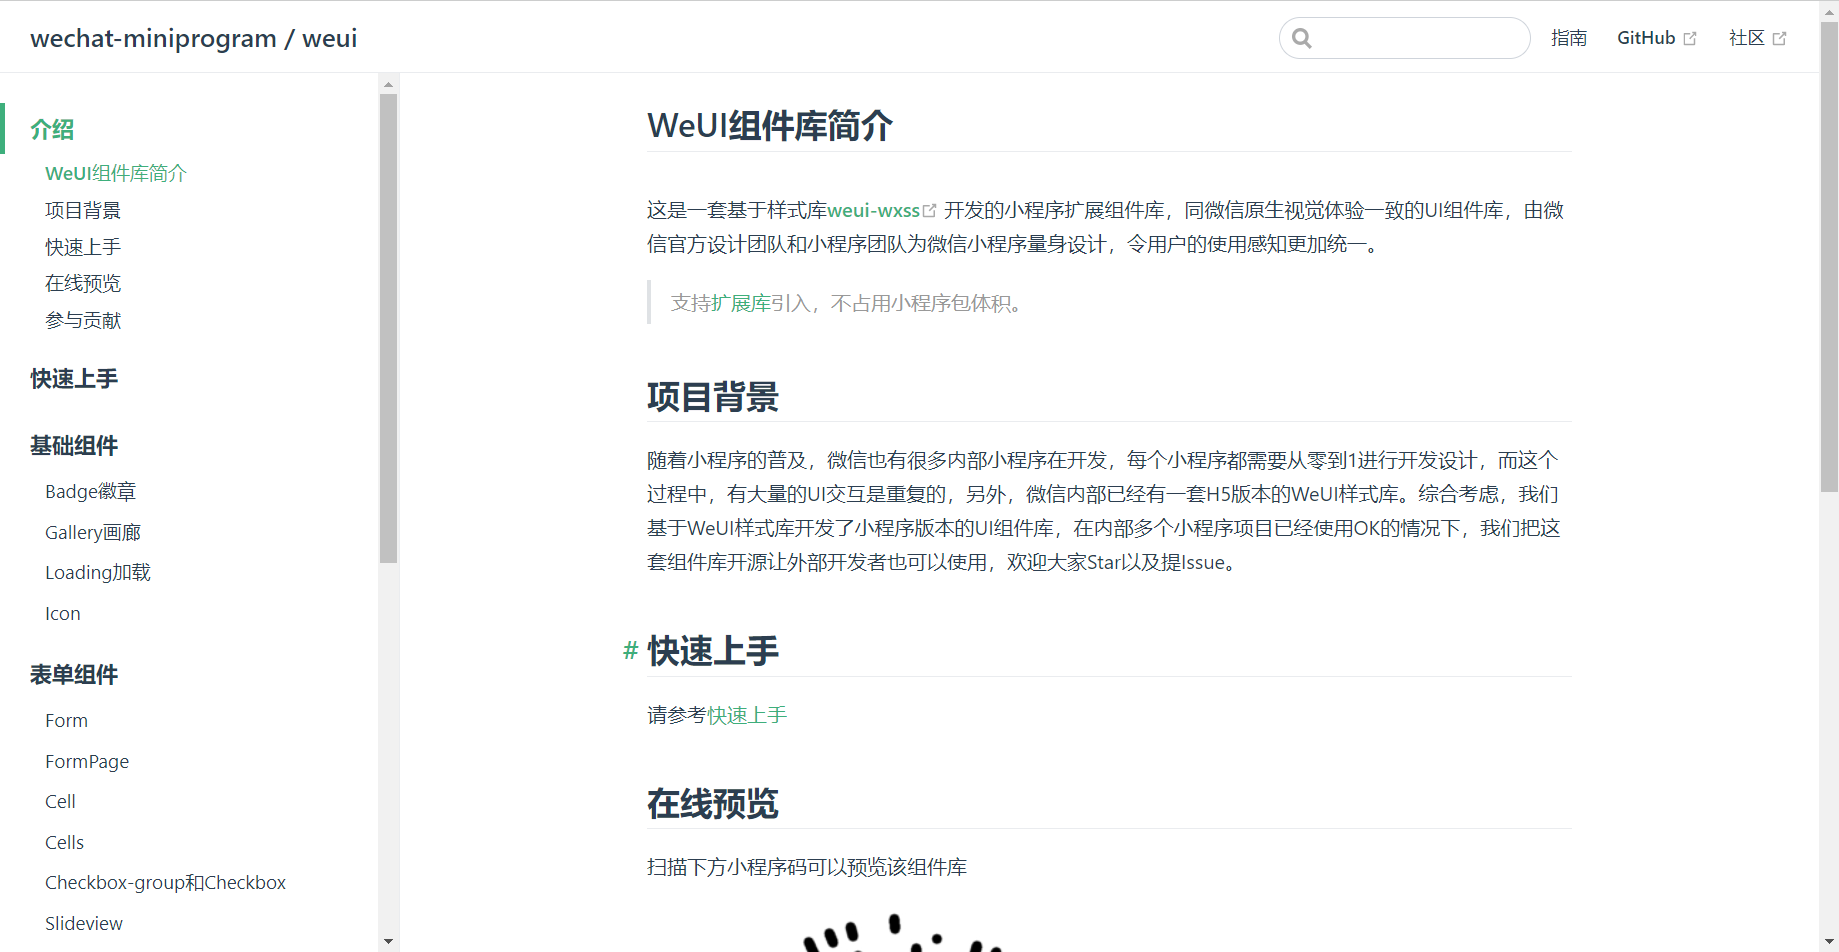 wechat-miniprogram / weui
指南
GitHub
社区
介绍
WeUI组件库简介
项目背景
快速上手
在线预览
参与贡献
快速上手
基础组件
Badge徽章
Gallery画廊
Loading加载
Icon
表单组件
Form
FormPage
Cell
Cells
Checkbox-group和Checkbox
Slideview
WeUI组件库简介
这是一套基于样式库weui-wxss 开发的小程序扩展组件库，同微信原生视觉体验一致的UI组件库，由微
信官方设计团队和小程序团队为微信小程序量身设计，令用户的使用感知更加统一。
支持扩展库引入，不占用小程序包体积。
项目背景
随着小程序的普及，微信也有很多内部小程序在开发，每个小程序都需要从零到1进行开发设计，而这个
过程中，有大量的UI交互是重复的，另外，微信内部已经有一套H5版本的WeUI样式库。综合考虑，我们
基于WeUI样式库开发了小程序版本的UI组件库，在内部多个小程序项目已经使用OK的情况下，我们把这
套组件库开源让外部开发者也可以使用，欢迎大家Star以及提Issue。
# 快速上手
请参考快速上手
在线预览
扫描下方小程序码可以预览该组件库